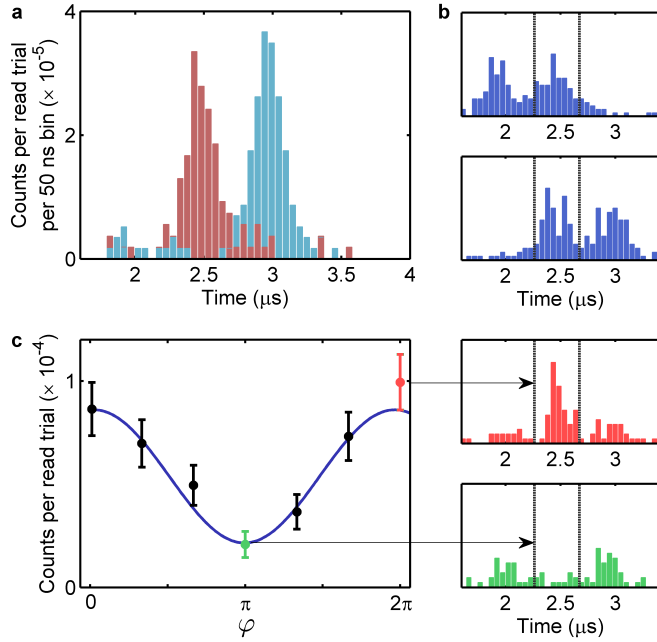 a
Counts per read trial
per 50 ns bin (× 10⁻⁵)
4
2
0
2
2.5
3
3.5
4
Time (μs)
b
2
2.5
3
2
2.5
3
Time (μs)
c
Counts per read trial (× 10⁻⁴)
1
0
0
π
2π
φ
2
2.5
3
2
2.5
3
Time (μs)